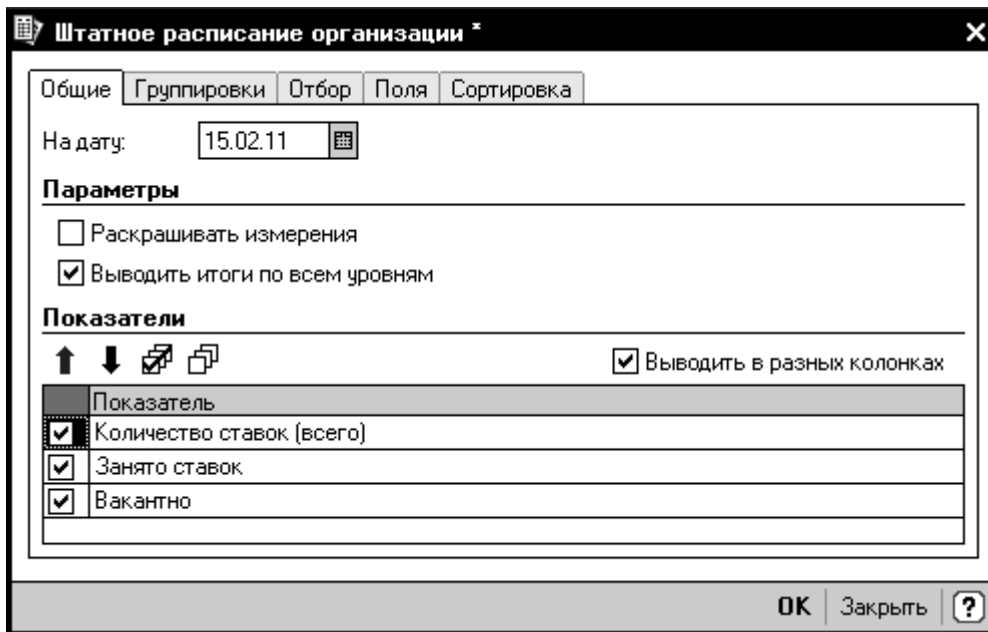 Штатное расписание организации *
Общие Группировки Отбор Поля Сортировка
На дату: 15.02.11
Параметры
Раскрашивать измерения
Выводить итоги по всем уровням
Показатели
Выводить в разных колонках
Показатель
Количество ставок (всего)
Занято ставок
Вакантно
OK Закрыть ?